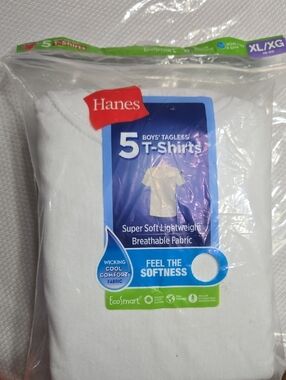 5
T-Shirts
EcoSmart
XL/XG
Hanes
5 BOYS' TAGLESS
T-Shirts
Super Soft Lightweight
Breathable Fabric
WICKING
COOL
COMFORT
FABRIC
FEEL THE
SOFTNESS
EcoSmart